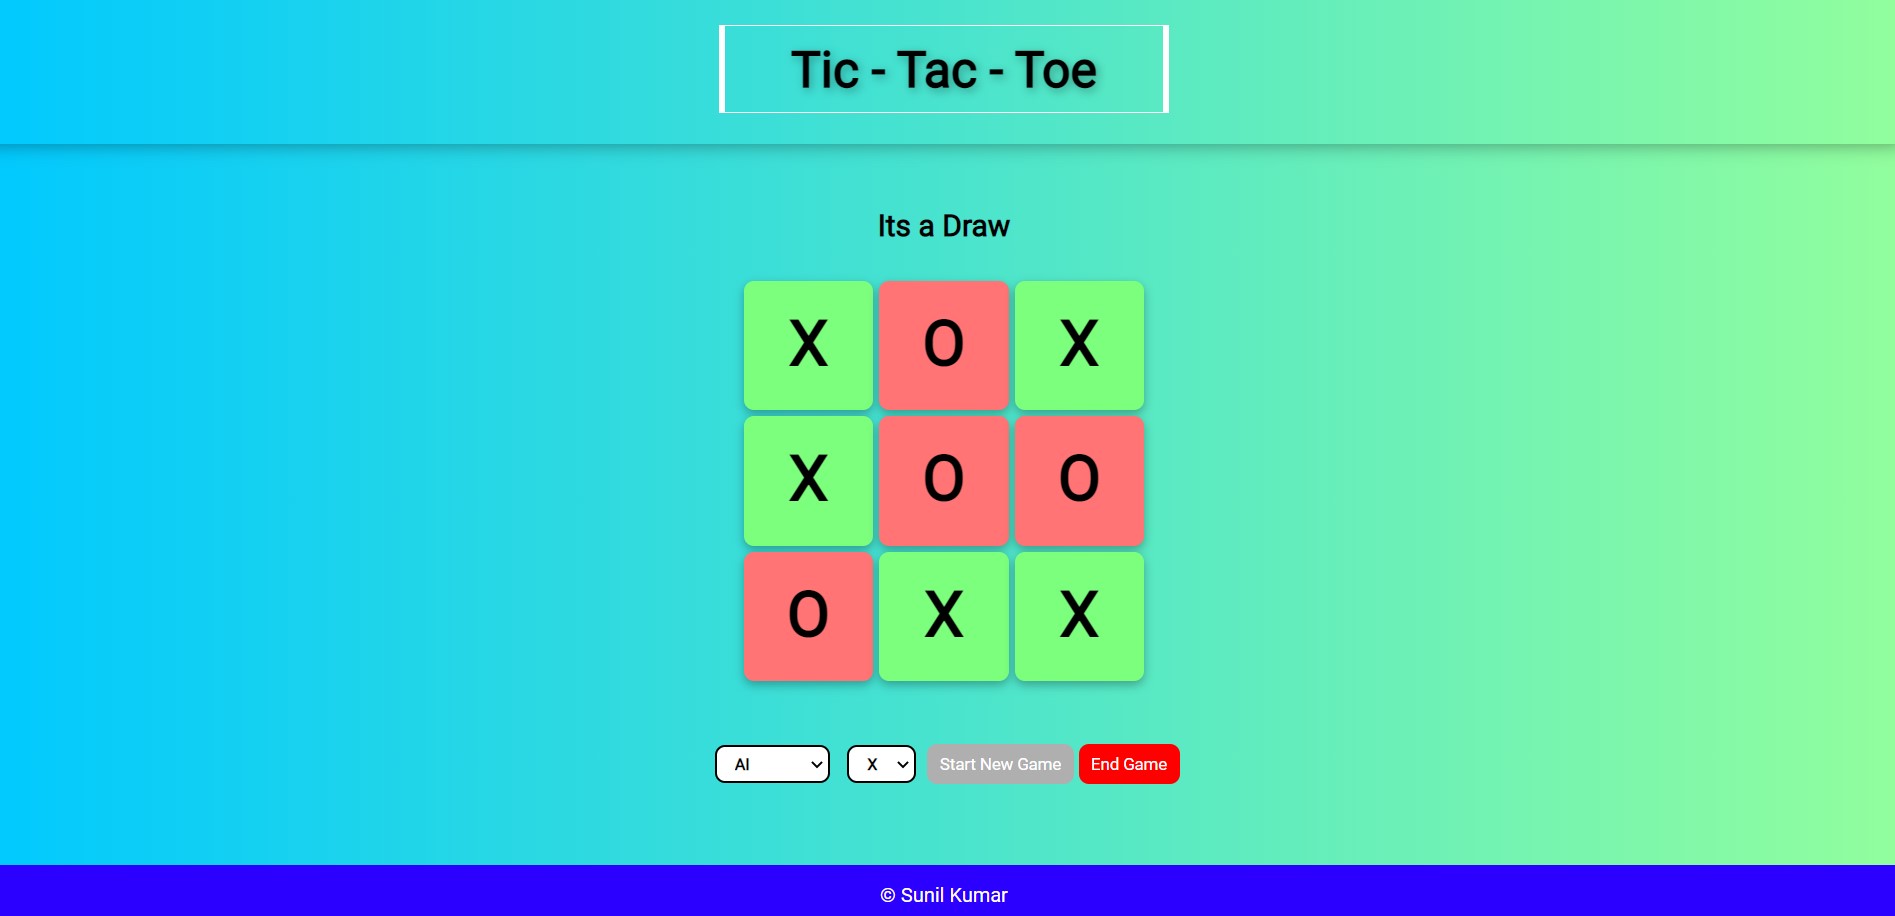 Tic - Tac - Toe
Its a Draw
X O X
X O O
O X X
AI X Start New Game End Game
© Sunil Kumar